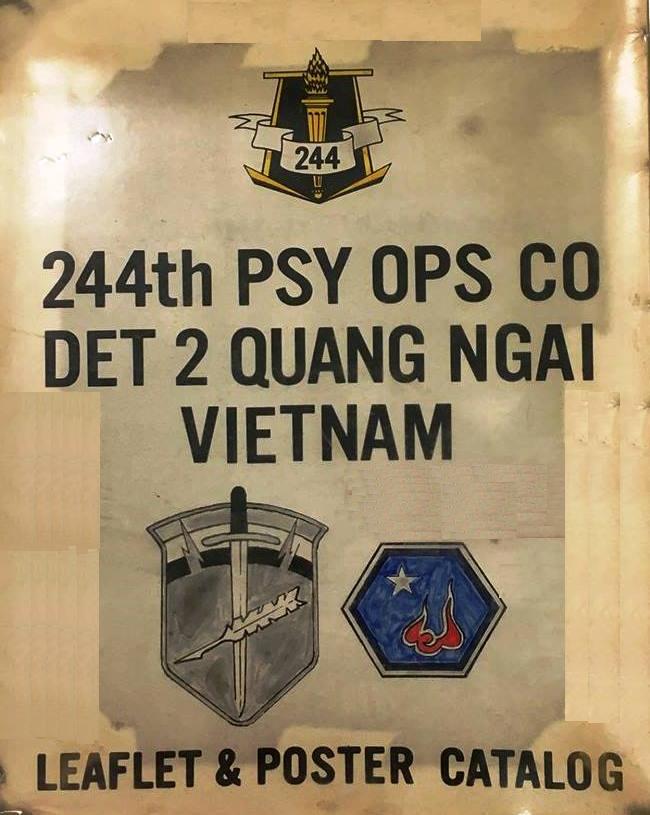 244
244th PSY OPS CO
DET 2 QUANG NGAI
VIETNAM
LEAFLET & POSTER CATALOG